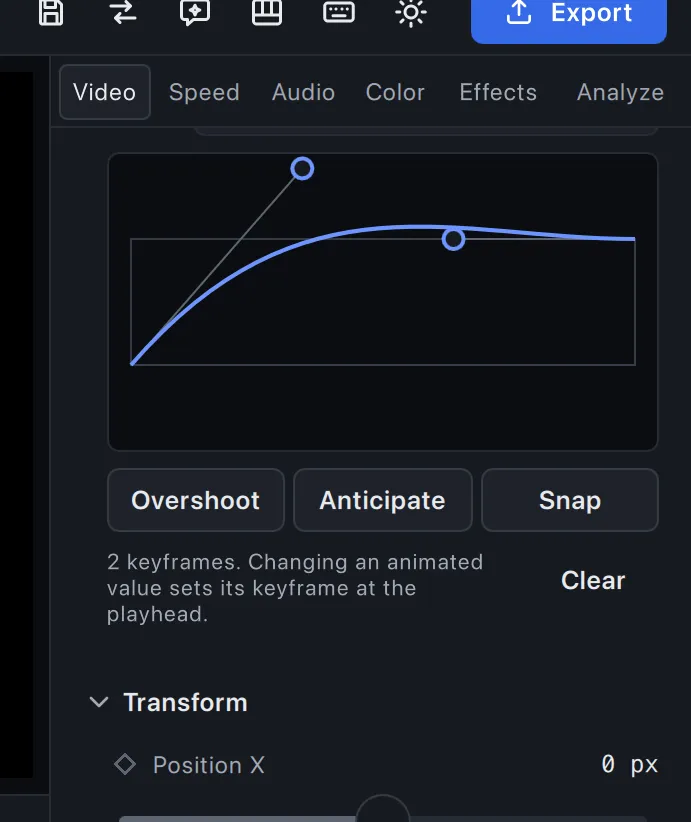 Export
Video Speed Audio Color Effects Analyze
Overshoot Anticipate Snap
2 keyframes. Changing an animated
value sets its keyframe at the
playhead.
Clear
Transform
Position X 0 px